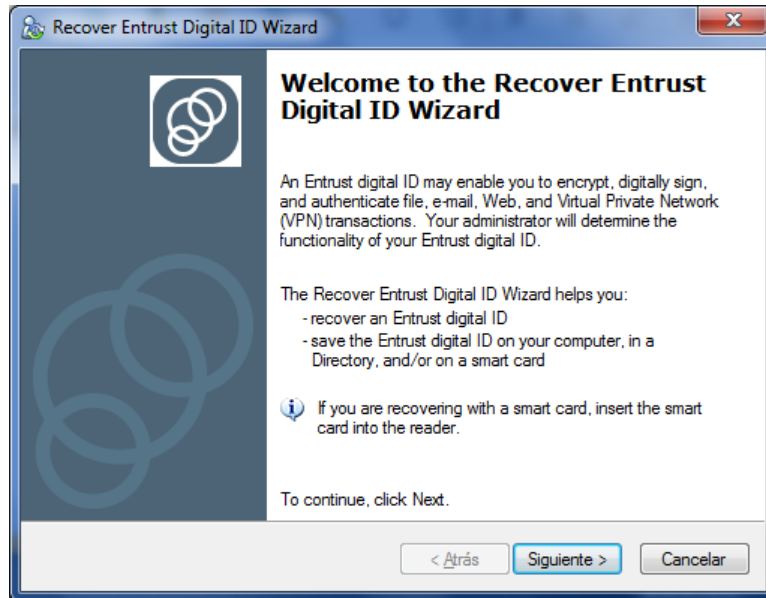 Recover Entrust Digital ID Wizard
Welcome to the Recover Entrust
Digital ID Wizard
An Entrust digital ID may enable you to encrypt, digitally sign,
and authenticate file, e-mail, Web, and Virtual Private Network
(VPN) transactions.  Your administrator will determine the
functionality of your Entrust digital ID.
The Recover Entrust Digital ID Wizard helps you:
- recover an Entrust digital ID
- save the Entrust digital ID on your computer, in a
Directory, and/or on a smart card
If you are recovering with a smart card, insert the smart
card into the reader.
To continue, click Next.
< Atrás Siguiente > Cancelar